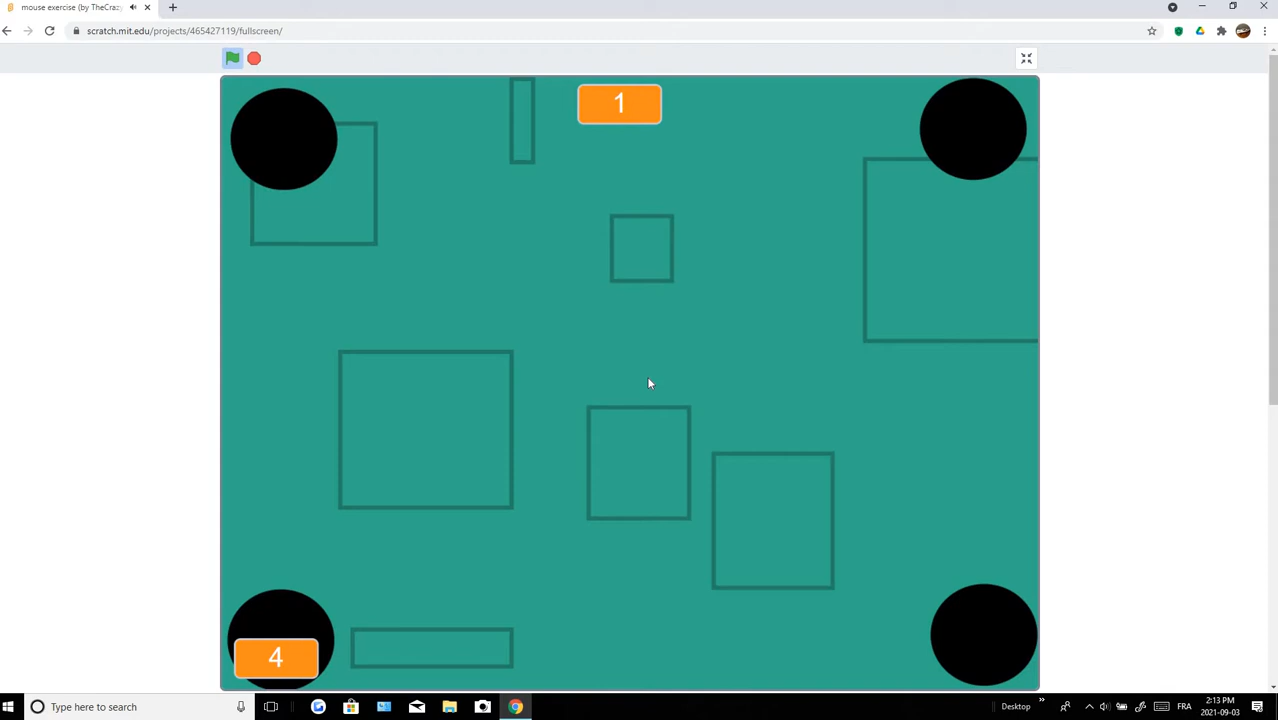 mouse exercise (by TheCraz
scratch.mit.edu/projects/465427119/fullscreen/
1
4
Type here to search
Desktop
FRA
2:13 PM
2021-09-03